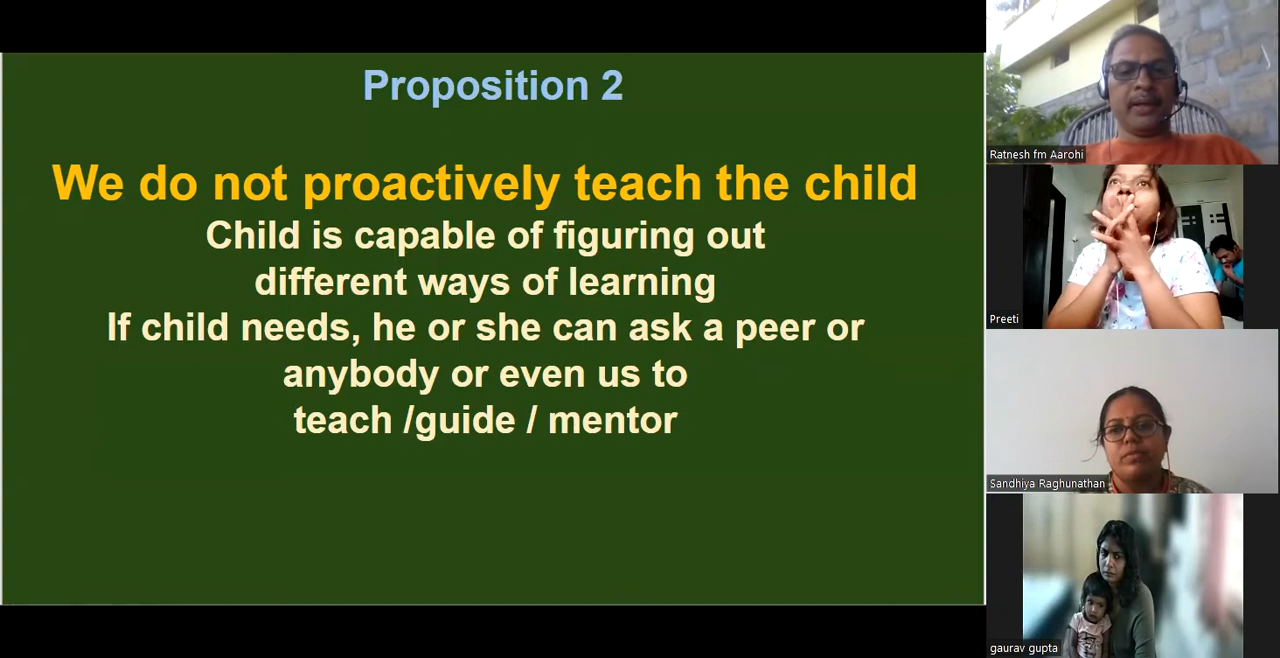 Proposition 2
We do not proactively teach the child
Child is capable of figuring out
different ways of learning
If child needs, he or she can ask a peer or
anybody or even us to
teach /guide / mentor
Ratnesh fm Aarohi
Preeti
Sandhiya Raghunathan
gaurav gupta